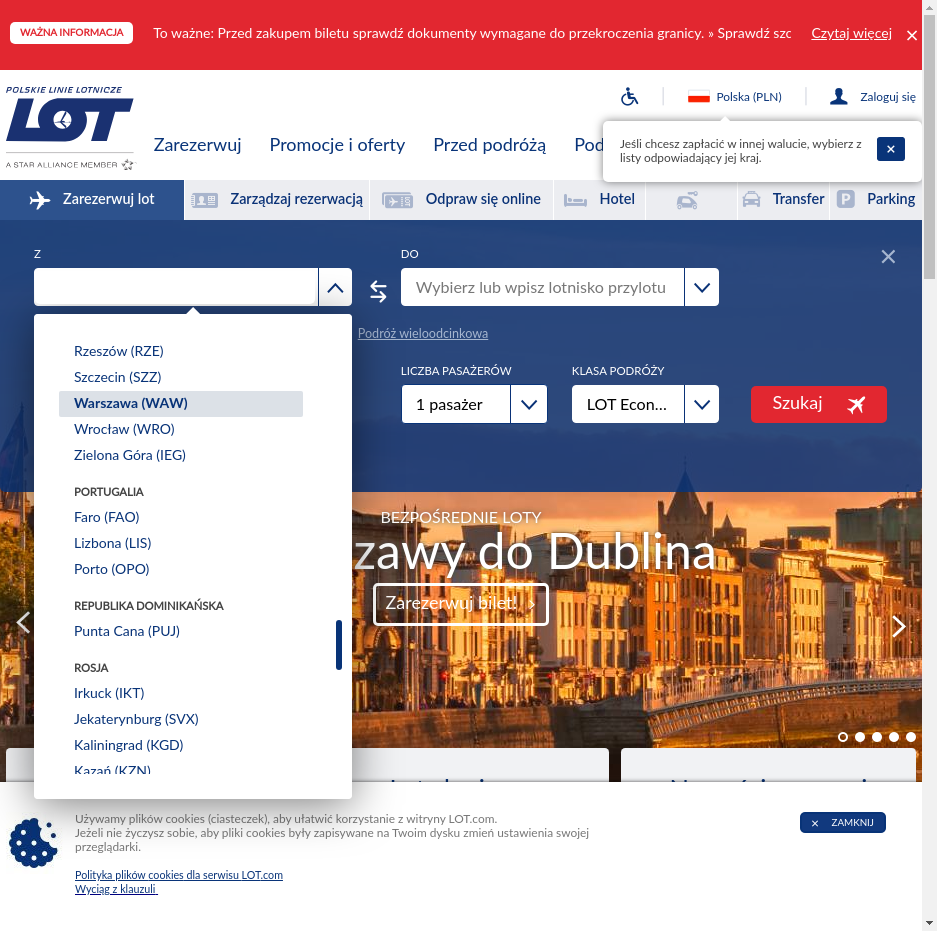 WAŻNA INFORMACJA
To ważne: Przed zakupem biletu sprawdź dokumenty wymagane do przekroczenia granicy. » Sprawdź szc
Czytaj więcej
POLSKIE LINIE LOTNICZE
LOT
A STAR ALLIANCE MEMBER
Polska (PLN)
Zaloguj się
Zarezerwuj
Promocje i oferty
Przed podróżą
Pod
Jeśli chcesz zapłacić w innej walucie, wybierz z
listy odpowiadający jej kraj.
Zarezerwuj lot
Zarządzaj rezerwacją
Odpraw się online
Hotel
Transfer
Parking
Z
DO
Wybierz lub wpisz lotnisko przylotu
Podróż wieloodcinkowa
LICZBA PASAŻERÓW
KLASA PODRÓŻY
1 pasażer
LOT Econ...
Szukaj
Rzeszów (RZE)
Szczecin (SZZ)
Warszawa (WAW)
Wrocław (WRO)
Zielona Góra (IEG)
PORTUGALIA
Faro (FAO)
Lizbona (LIS)
Porto (OPO)
REPUBLIKA DOMINIKAŃSKA
Punta Cana (PUJ)
ROSJA
Irkuck (IKT)
Jekaterynburg (SVX)
Kaliningrad (KGD)
Kazań (KZN)
BEZPOŚREDNIE LOTY
zawy do Dublina
Zarezerwuj bilet!
Używamy plików cookies (ciasteczek), aby ułatwić korzystanie z witryny LOT.com.
Jeżeli nie życzysz sobie, aby pliki cookies były zapisywane na Twoim dysku zmień ustawienia swojej
przeglądarki.
ZAMKNIJ
Polityka plików cookies dla serwisu LOT.com
Wyciąg z klauzuli